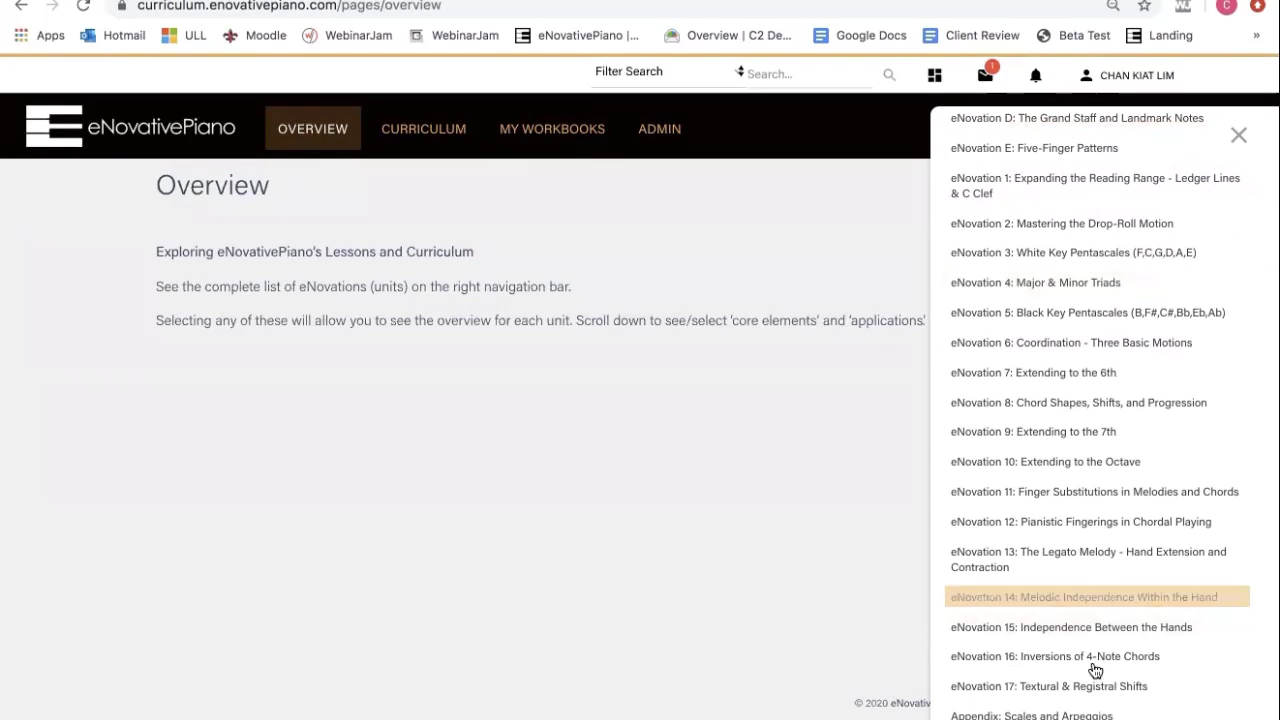 curriculum.enovativepiano.com/pages/overview
Apps Hotmail ULL Moodle WebinarJam WebinarJam eNovativePiano |... Overview | C2 De... Google Docs Client Review Beta Test Landing »
Filter Search Search... 1 CHAN KIAT LIM
eNovativePiano OVERVIEW CURRICULUM MY WORKBOOKS ADMIN
Overview
Exploring eNovativePiano's Lessons and Curriculum
See the complete list of eNovations (units) on the right navigation bar.
Selecting any of these will allow you to see the overview for each unit. Scroll down to see/select 'core elements' and 'applications.'
© 2020 eNovativ
eNovation D: The Grand Staff and Landmark Notes
eNovation E: Five-Finger Patterns
eNovation 1: Expanding the Reading Range - Ledger Lines
& C Clef
eNovation 2: Mastering the Drop-Roll Motion
eNovation 3: White Key Pentascales (F,C,G,D,A,E)
eNovation 4: Major & Minor Triads
eNovation 5: Black Key Pentascales (B,F#,C#,Bb,Eb,Ab)
eNovation 6: Coordination - Three Basic Motions
eNovation 7: Extending to the 6th
eNovation 8: Chord Shapes, Shifts, and Progression
eNovation 9: Extending to the 7th
eNovation 10: Extending to the Octave
eNovation 11: Finger Substitutions in Melodies and Chords
eNovation 12: Pianistic Fingerings in Chordal Playing
eNovation 13: The Legato Melody - Hand Extension and
Contraction
eNovation 14: Melodic Independence Within the Hand
eNovation 15: Independence Between the Hands
eNovation 16: Inversions of 4-Note Chords
eNovation 17: Textural & Registral Shifts
Appendix: Scales and Arpeggios